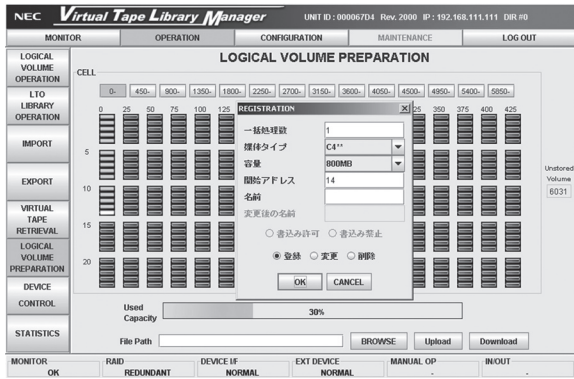 NEC Virtual Tape Library Manager UNIT ID : 000067D4 Rev. 2000 IP : 192.168.111.111 DIR #0
MONITOR OPERATION CONFIGURATION MAINTENANCE LOG OUT
LOGICAL VOLUME OPERATION
LTO LIBRARY OPERATION
IMPORT
EXPORT
VIRTUAL TAPE RETRIEVAL
LOGICAL VOLUME PREPARATION
DEVICE CONTROL
STATISTICS
LOGICAL VOLUME PREPARATION
CELL
0- 450- 900- 1350- 1800- 2250- 2700- 3150- 3600- 4050- 4500- 4950- 5400- 5850-
0 25 50 75 100 125 25 350 375 400 425
5
10
15
20
REGISTRATION
一括処理数 1
媒体タイプ C4**
容量 800MB
開始アドレス 14
名前
変更後の名前
書込み許可 書込み禁止
登録 変更 削除
OK CANCEL
Unstored
Volume
6031
Used
Capacity
30%
File Path BROWSE Upload Download
MONITOR RAID DEVICE I/F EXT DEVICE MANUAL OP IN/OUT
OK REDUNDANT NORMAL NORMAL - -